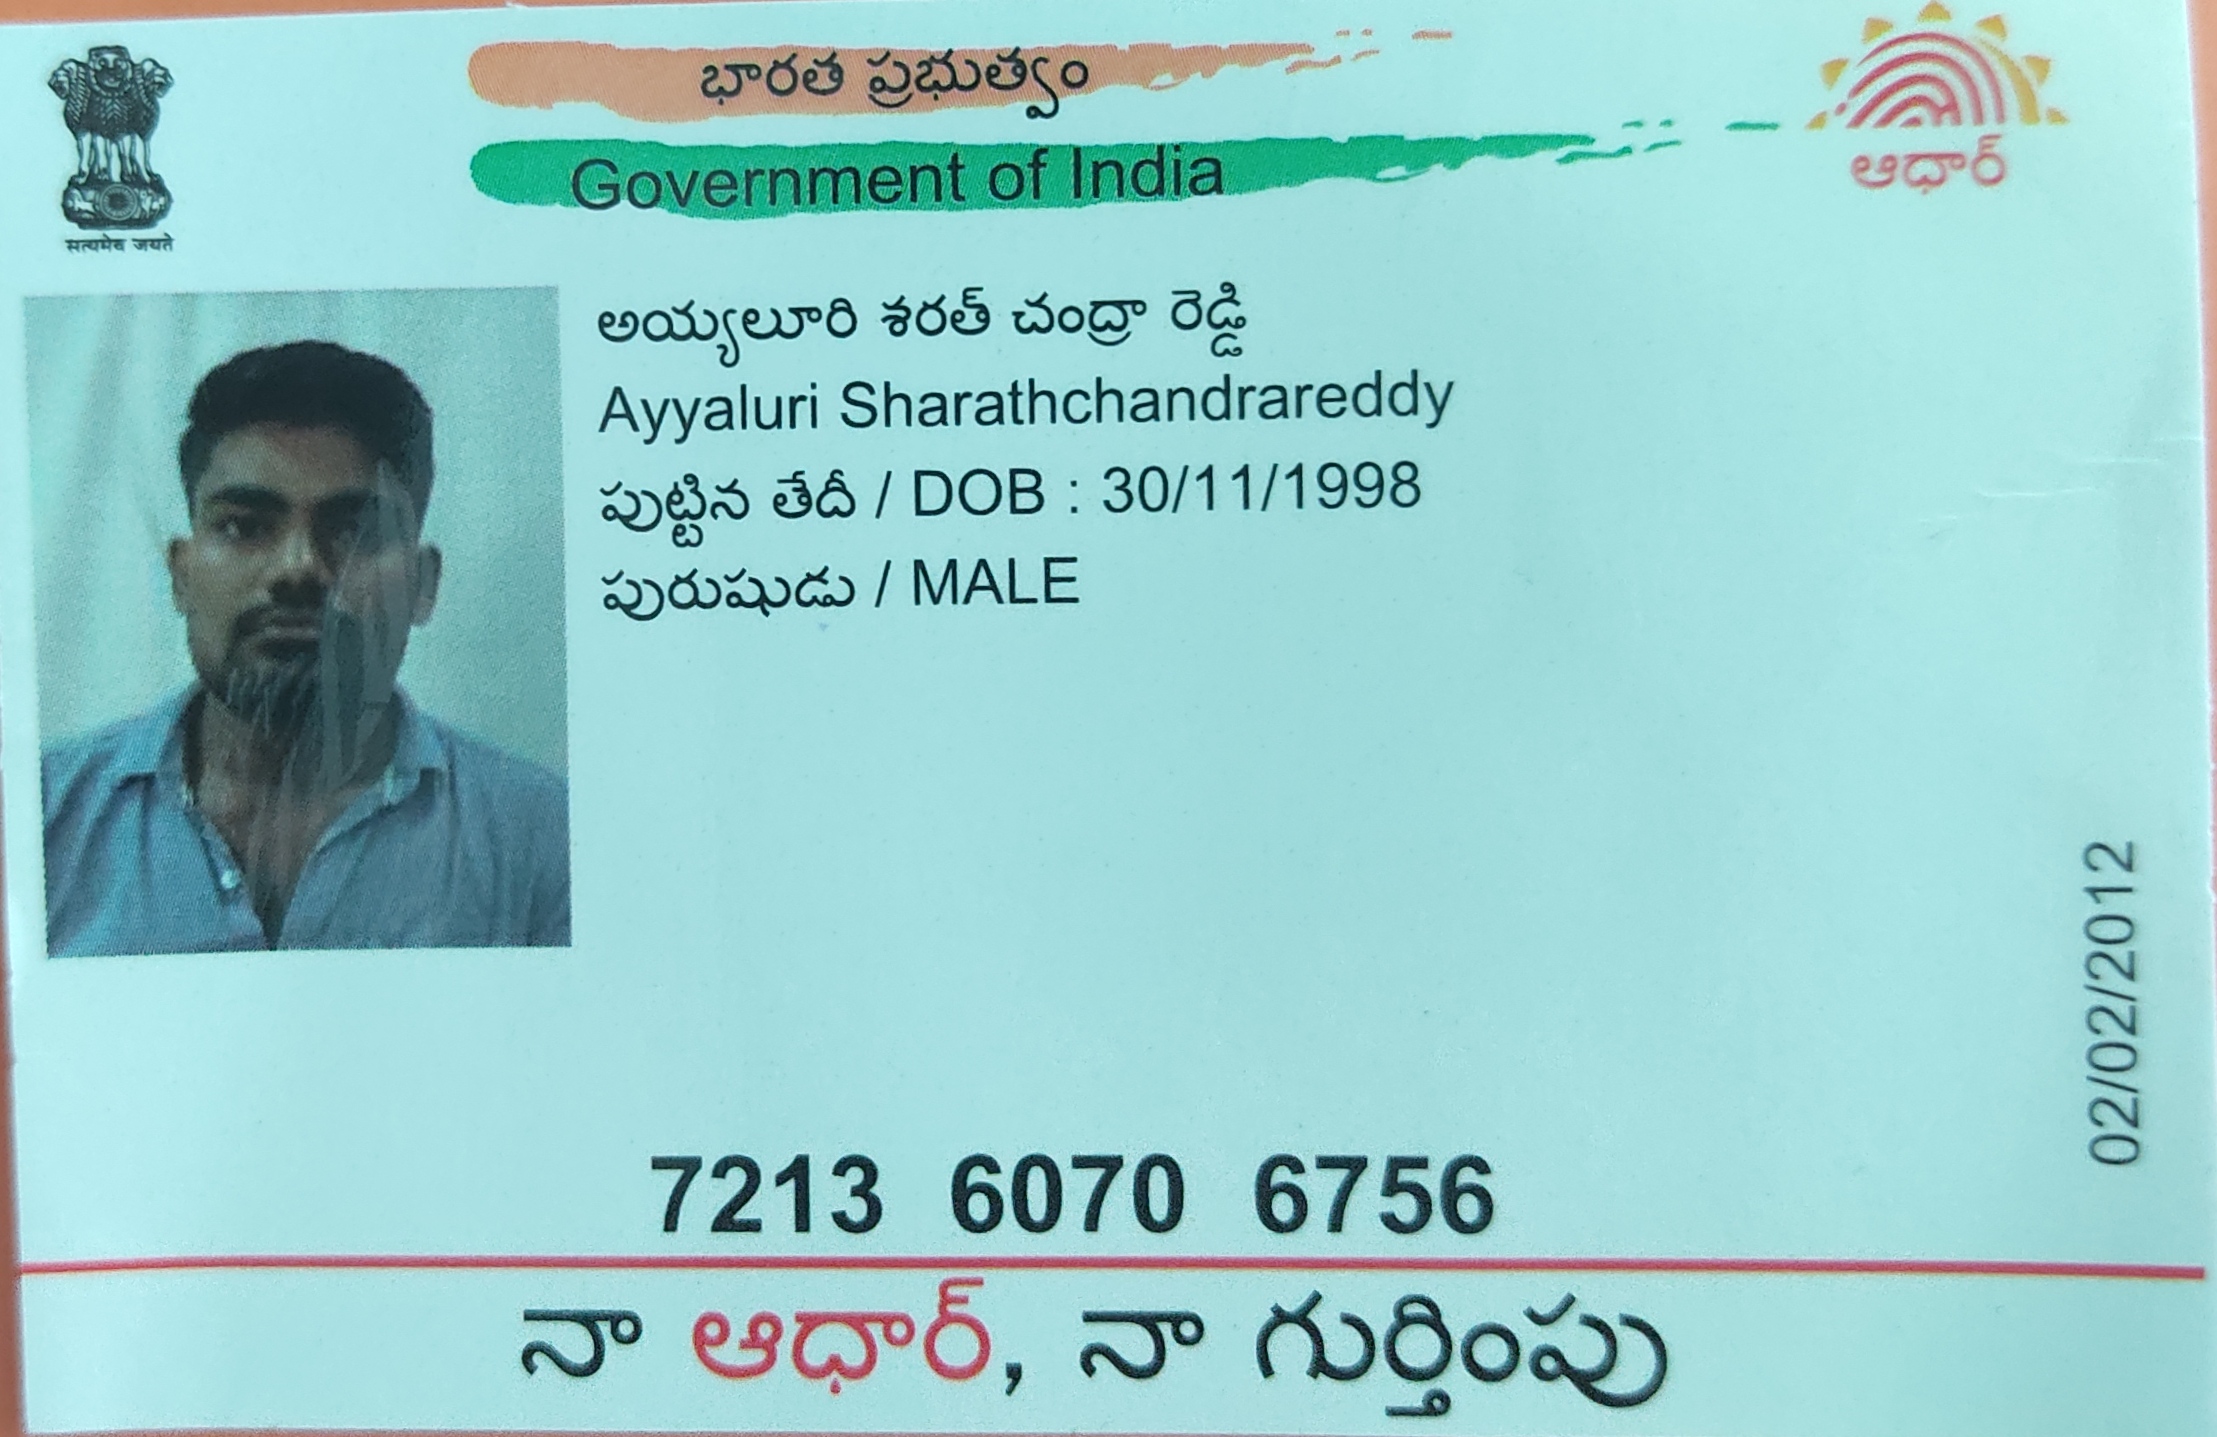 భారత ప్రభుత్వం
Government of India
ఆధార్
सत्यमेव जयते
అయ్యలూరి శరత్ చంద్రా రెడ్డి
Ayyaluri Sharathchandrareddy
పుట్టిన తేదీ / DOB : 30/11/1998
పురుషుడు / MALE
02/02/2012
7213 6070 6756
నా ఆధార్, నా గుర్తింపు